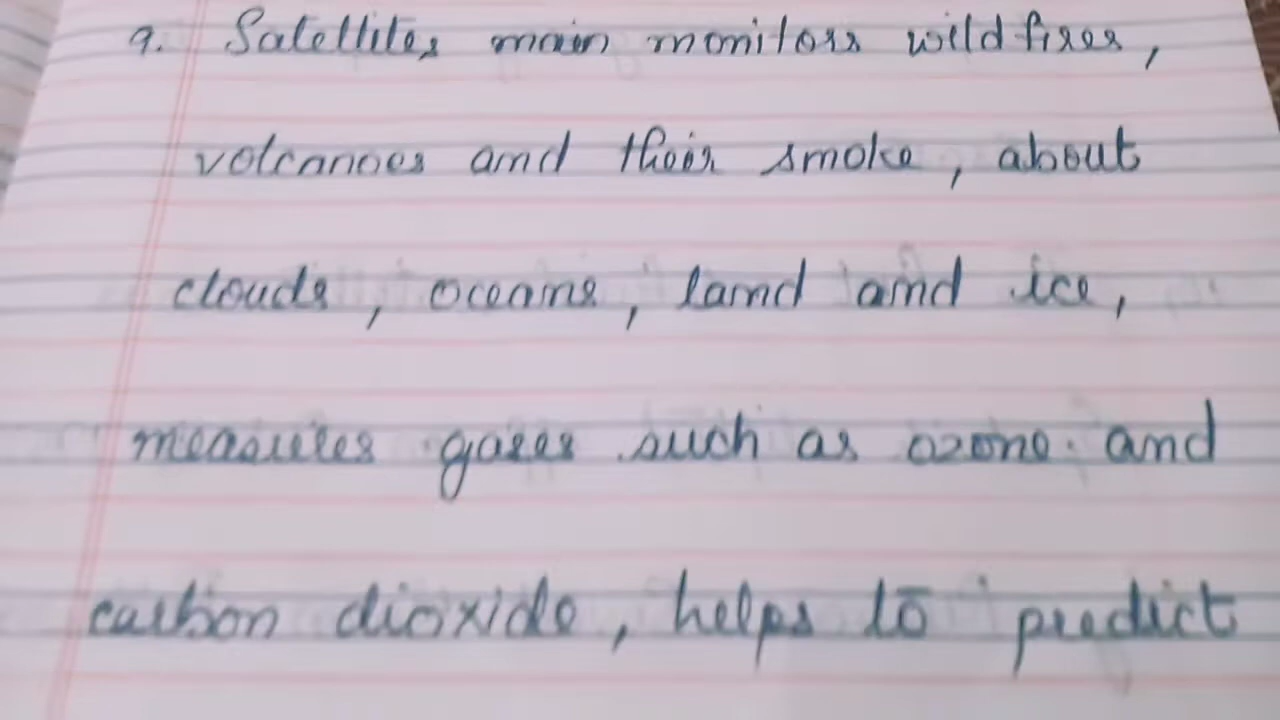 9. Satellites main monitors wildfires,
volcanoes and their smoke, about
clouds, oceans, land and ice,
measures gases such as ozone and
carbon dioxide, helps to predict